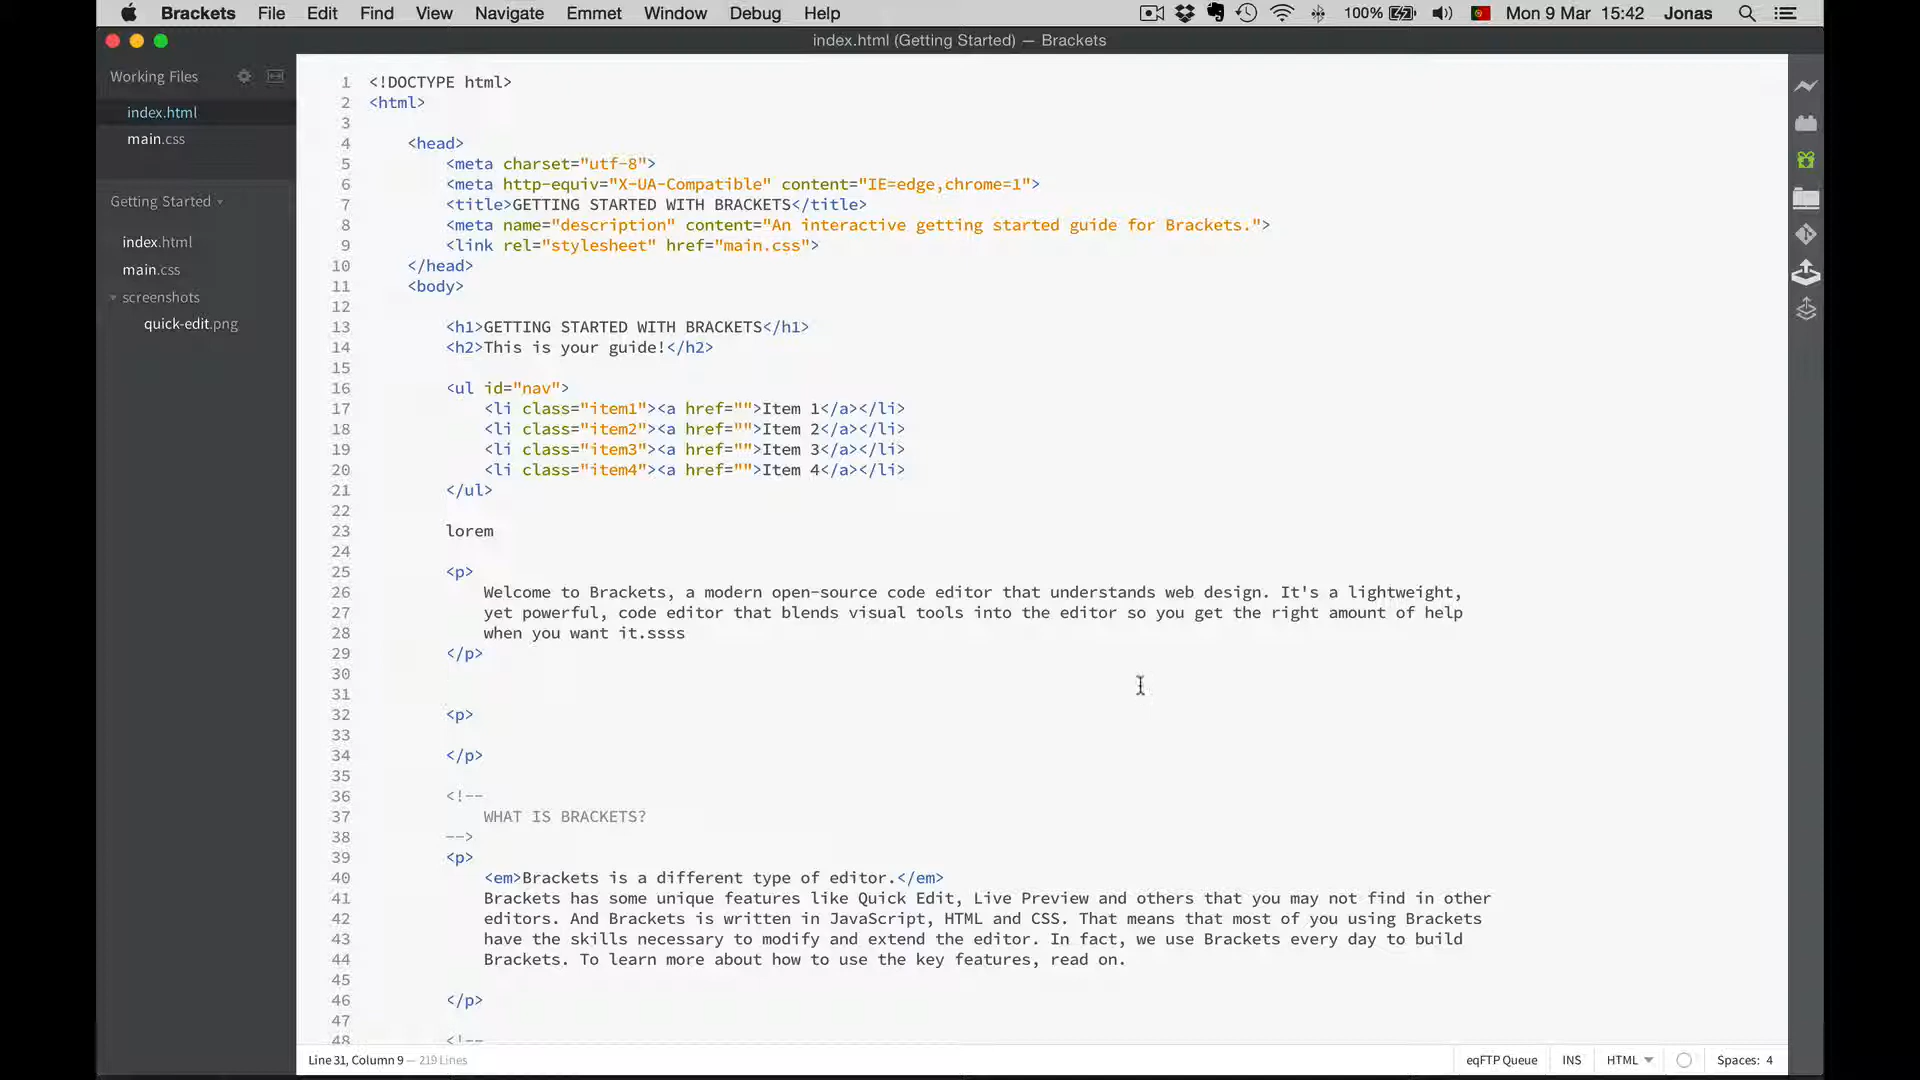 Brackets File Edit Find View Navigate Emmet Window Debug Help 100% Mon 9 Mar 15:42 Jonas
index.html (Getting Started) — Brackets
Working Files
index.html
main.css
Getting Started
index.html
main.css
screenshots
quick-edit.png
1 <!DOCTYPE html>
2 <html>
3
4 <head>
5 <meta charset="utf-8">
6 <meta http-equiv="X-UA-Compatible" content="IE=edge,chrome=1">
7 <title>GETTING STARTED WITH BRACKETS</title>
8 <meta name="description" content="An interactive getting started guide for Brackets.">
9 <link rel="stylesheet" href="main.css">
10 </head>
11 <body>
12
13 <h1>GETTING STARTED WITH BRACKETS</h1>
14 <h2>This is your guide!</h2>
15
16 <ul id="nav">
17 <li class="item1"><a href="">Item 1</a></li>
18 <li class="item2"><a href="">Item 2</a></li>
19 <li class="item3"><a href="">Item 3</a></li>
20 <li class="item4"><a href="">Item 4</a></li>
21 </ul>
22
23 lorem
24
25 <p>
26 Welcome to Brackets, a modern open-source code editor that understands web design. It's a lightweight,
27 yet powerful, code editor that blends visual tools into the editor so you get the right amount of help
28 when you want it.ssss
29 </p>
30
31
32 <p>
33
34 </p>
35
36 <!--
37 WHAT IS BRACKETS?
38 -->
39 <p>
40 <em>Brackets is a different type of editor.</em>
41 Brackets has some unique features like Quick Edit, Live Preview and others that you may not find in other
42 editors. And Brackets is written in JavaScript, HTML and CSS. That means that most of you using Brackets
43 have the skills necessary to modify and extend the editor. In fact, we use Brackets every day to build
44 Brackets. To learn more about how to use the key features, read on.
45
46 </p>
47
48 <!--
Line 31, Column 9 — 219 Lines
eqFTP Queue INS HTML Spaces: 4